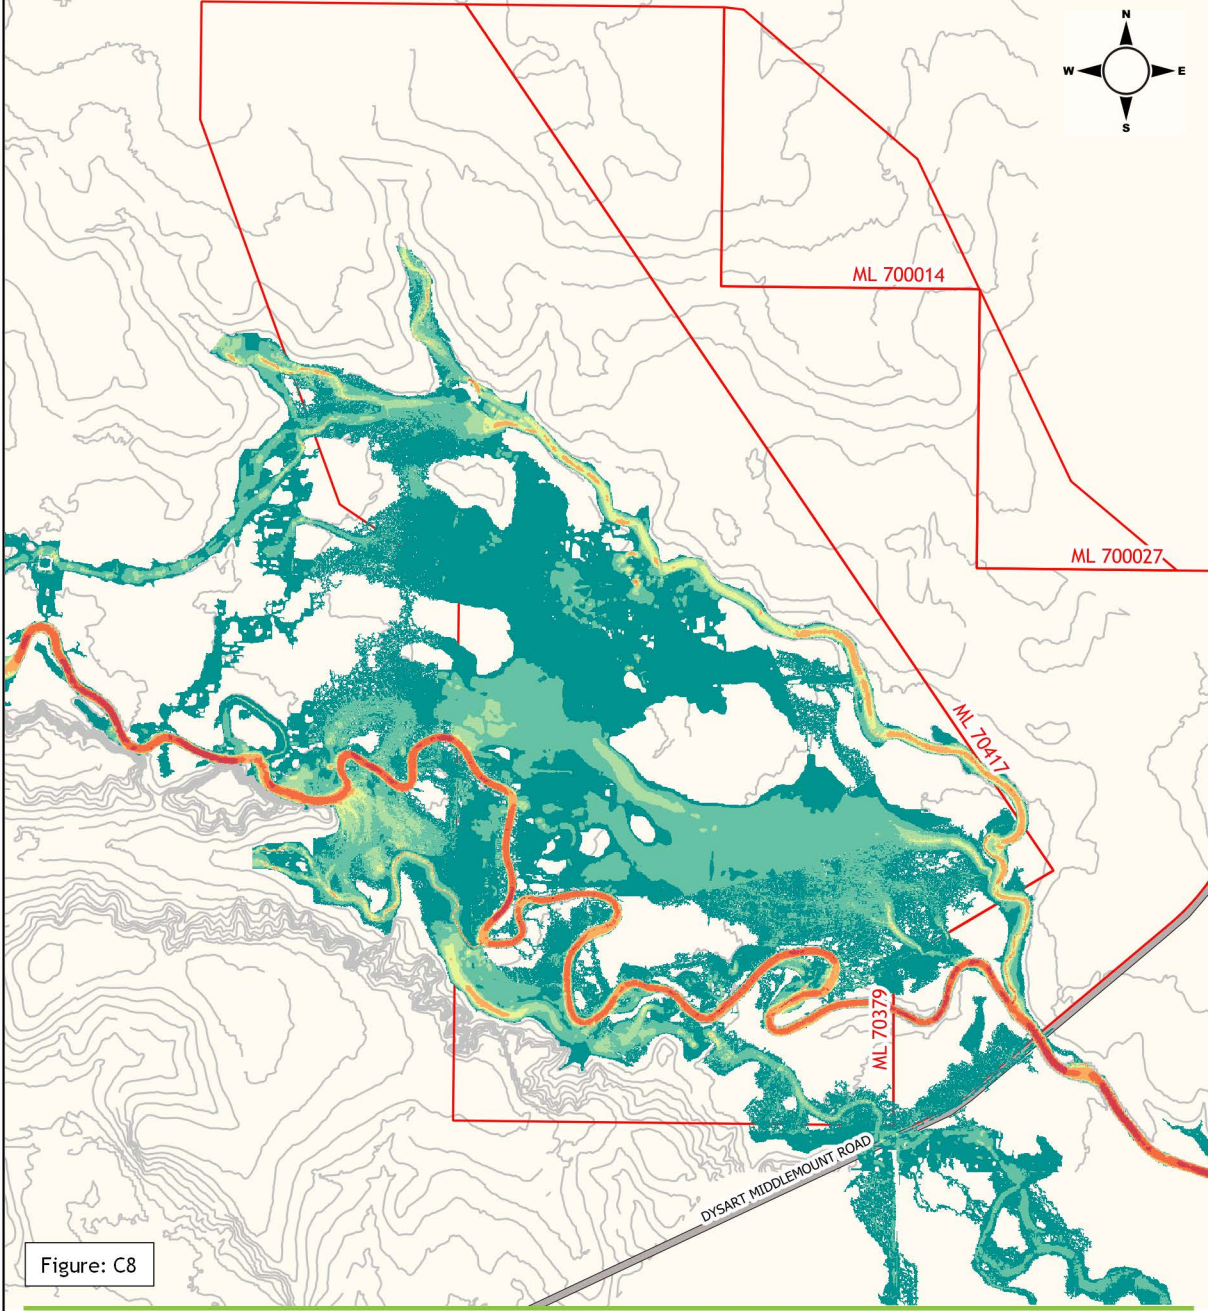 N
W E
S
ML 700014
ML 700027
ML 70417
ML 70379
DYSART MIDDLEMOUNT ROAD
Figure: C8